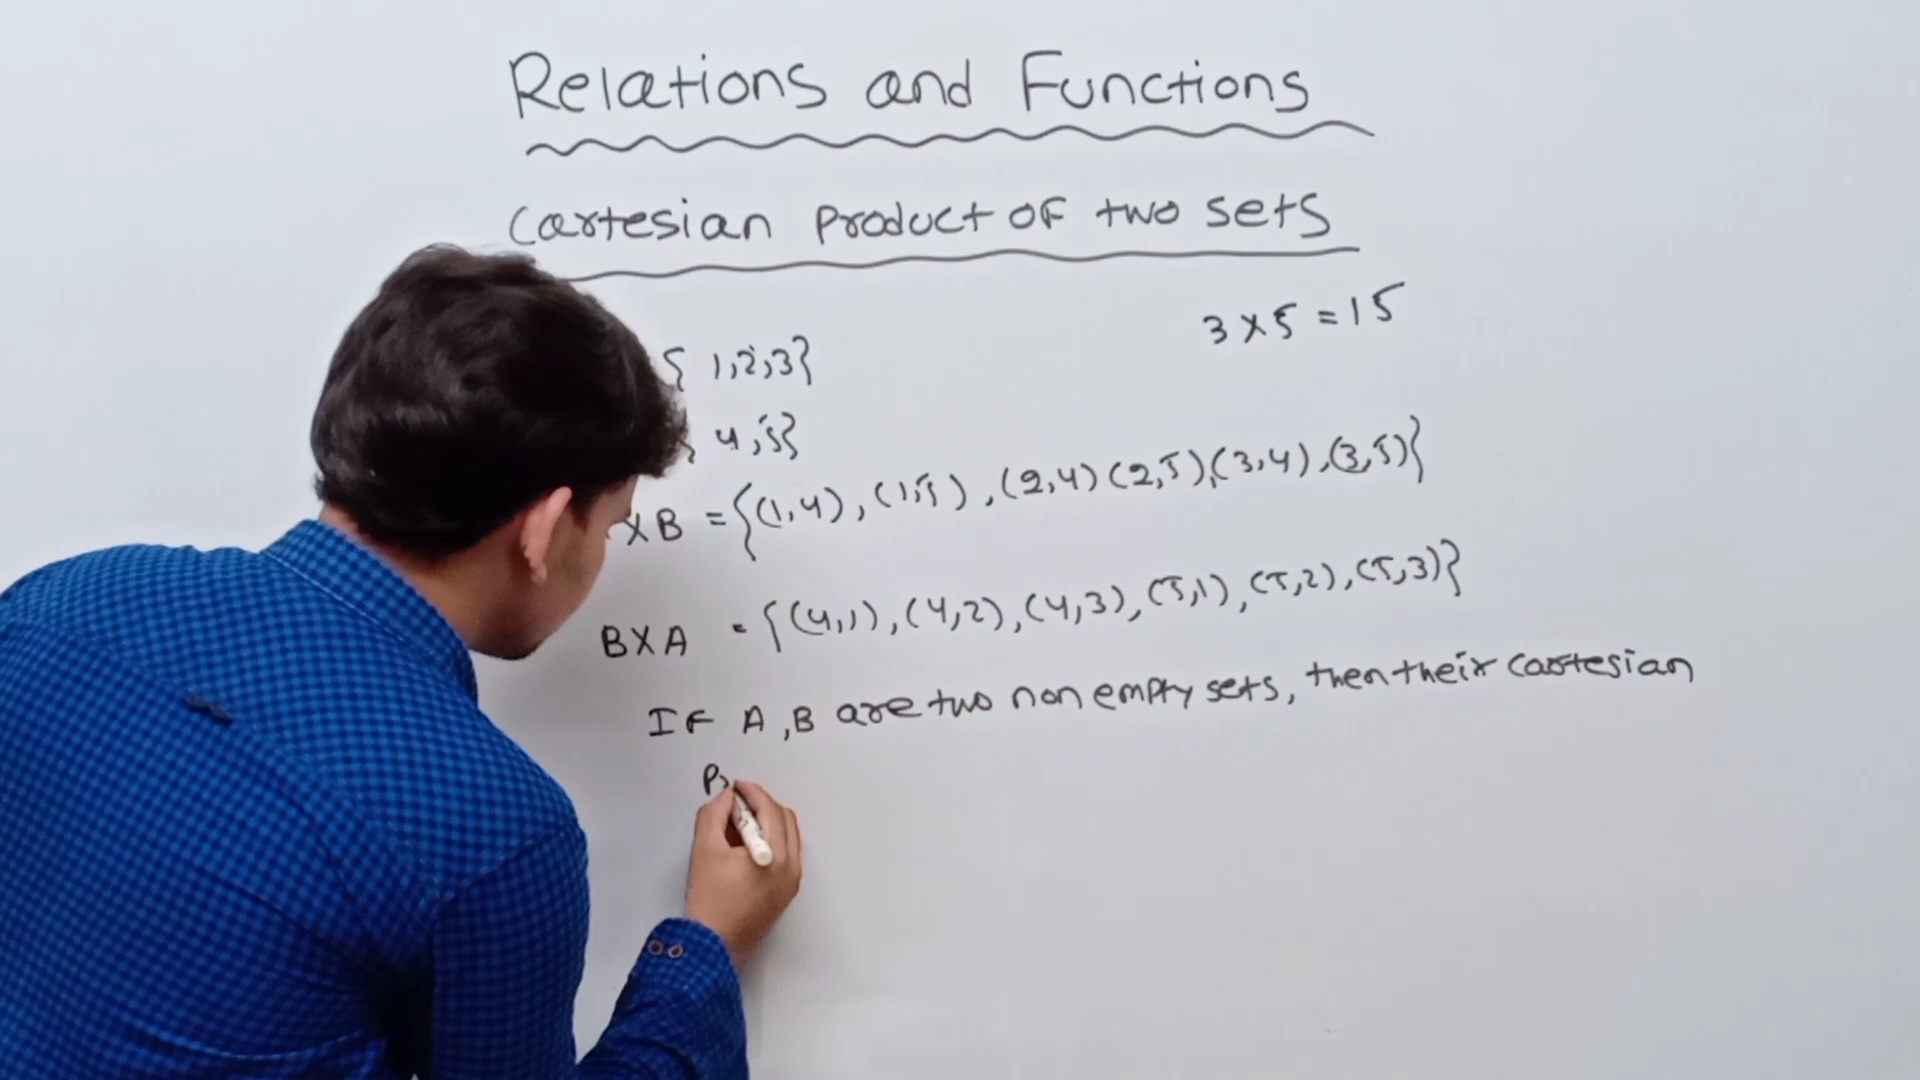 Relations and Functions
Cartesian product OF two sets
3 x 5 = 15
{ 1,2,3}
{ 4,5}
X B = {(1,4), (1,5), (2,4) (2,5), (3,4), (3,5)}
B X A = {(4,1), (4,2), (4,3), (5,1), (5,2), (5,3)}
IF A, B are two non empty sets, then their cartesian